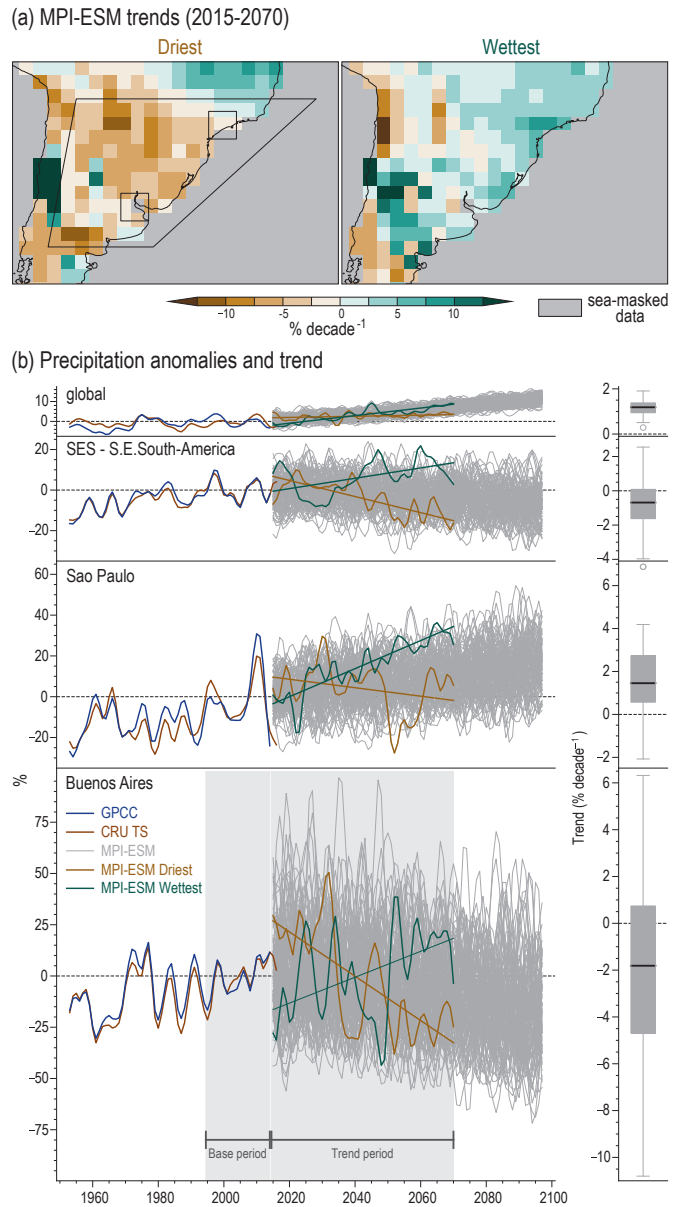 (a) MPI-ESM trends (2015-2070)
Driest
Wettest
−10 −5 0 5 10
% decade⁻¹
sea-masked
data
(b) Precipitation anomalies and trend
global
10
0
2
1
0
SES - S.E.South-America
20
0
−20
2
0
−2
−4
Sao Paulo
60
40
20
0
−20
6
4
2
0
−2
%
Trend (% decade⁻¹)
Buenos Aires
GPCC
CRU TS
MPI-ESM
MPI-ESM Driest
MPI-ESM Wettest
75
50
25
0
−25
−50
−75
6
4
2
0
−2
−4
−6
−8
−10
Base period
Trend period
1960 1980 2000 2020 2040 2060 2080 2100